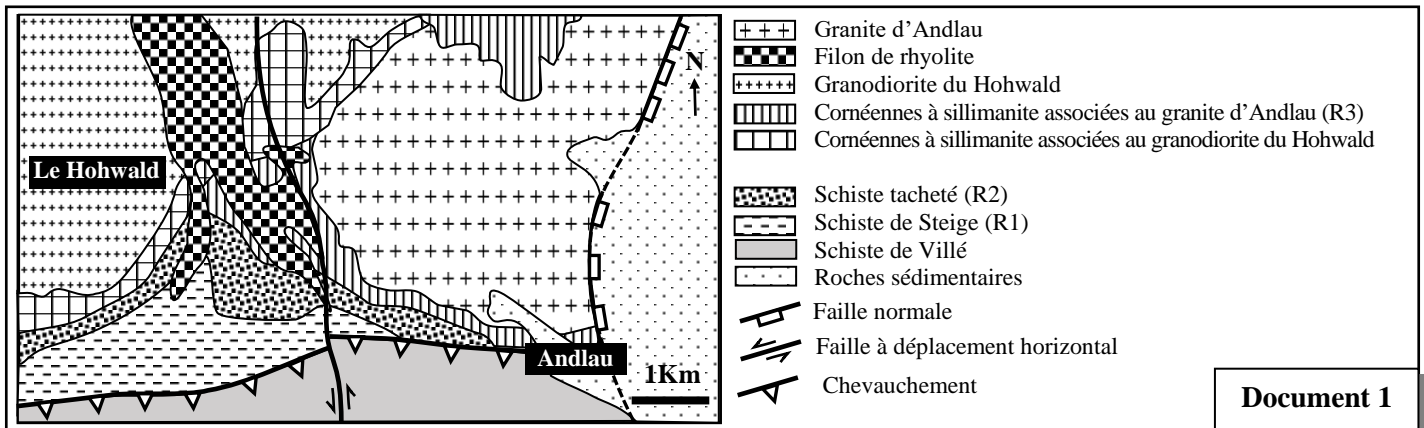 Le Hohwald
N
Andlau
1Km
Granite d'Andlau
Filon de rhyolite
Granodiorite du Hohwald
Cornéennes à sillimanite associées au granite d'Andlau (R3)
Cornéennes à sillimanite associées au granodiorite du Hohwald
Schiste tacheté (R2)
Schiste de Steige (R1)
Schiste de Villé
Roches sédimentaires
Faille normale
Faille à déplacement horizontal
Chevauchement
Document 1